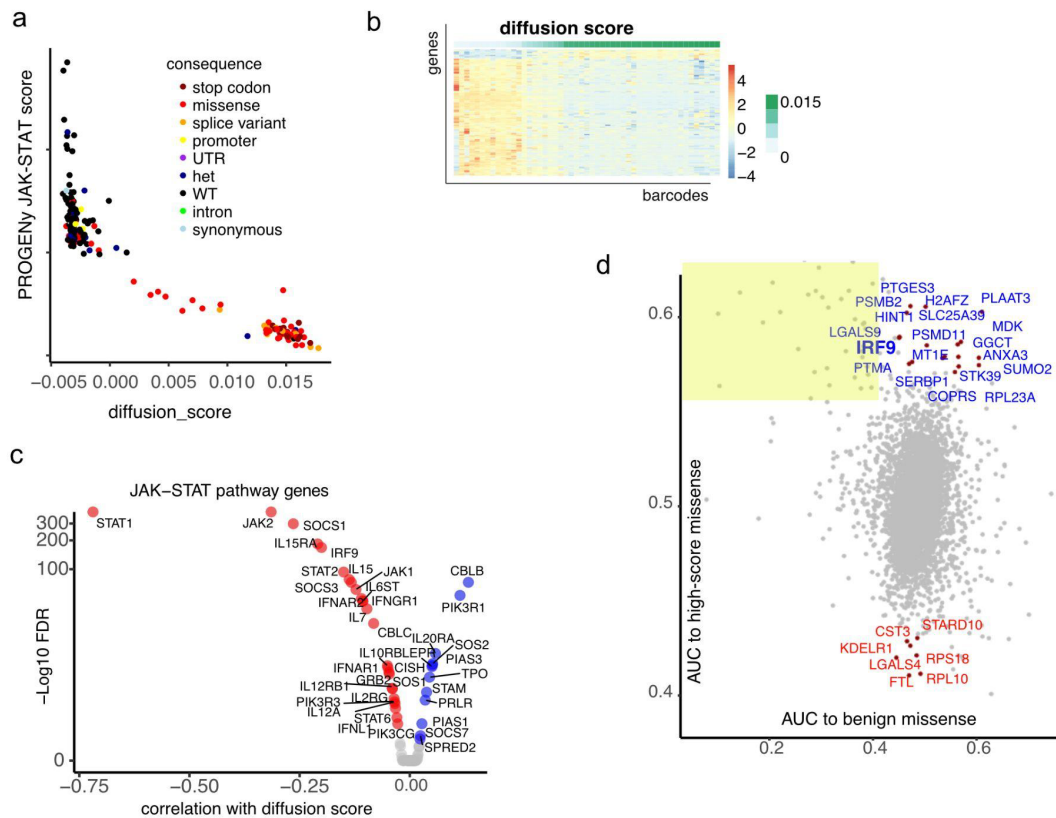 a
PROGENy JAK-STAT score
consequence
stop codon
missense
splice variant
promoter
UTR
het
WT
intron
synonymous
−0.005 0.000 0.005 0.010 0.015
diffusion_score
b
diffusion score
genes
barcodes
4
2
0
−2
−4
0.015
0
c
JAK−STAT pathway genes
−Log10 FDR
300
200
100
0
STAT1
JAK2
SOCS1
IL15RA
IRF9
STAT2
IL15
JAK1
SOCS3
IL6ST
IFNAR2
IFNGR1
IL7
CBLC
CBLB
PIK3R1
IL20RA
SOS2
IL10RB
LEPR
PIAS3
IFNAR1
CISH
TPO
GRB2
SOS1
IL12RB1
STAM
IL2RG
PIK3R3
PRLR
IL12A
STAT6
PIAS1
IFNL1
PIK3CG
SOCS7
SPRED2
−0.75 −0.50 −0.25 0.00
correlation with diffusion score
d
AUC to high-score missense
0.6
0.5
0.4
PTGES3
PSMB2
H2AFZ
PLAAT3
HINT1
SLC25A39
LGALS9
PSMD11
MDK
IRF9
GGCT
MT1E
ANXA3
PTMA
SUMO2
SERBP1
STK39
COPRS
RPL23A
CST3
STARD10
KDELR1
LGALS4
RPS18
FTL
RPL10
AUC to benign missense
0.2 0.4 0.6